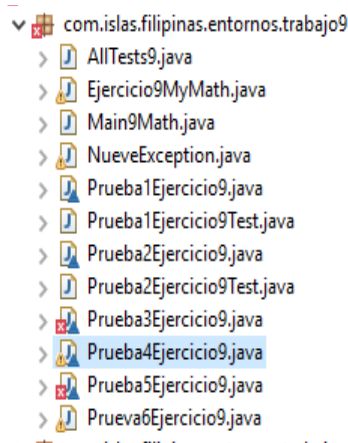 com.islas.filipinas.entornos.trabajo9
AllTests9.java
Ejercicio9MyMath.java
Main9Math.java
NueveException.java
Prueba1Ejercicio9.java
Prueba1Ejercicio9Test.java
Prueba2Ejercicio9.java
Prueba2Ejercicio9Test.java
Prueba3Ejercicio9.java
Prueba4Ejercicio9.java
Prueba5Ejercicio9.java
Prueva6Ejercicio9.java